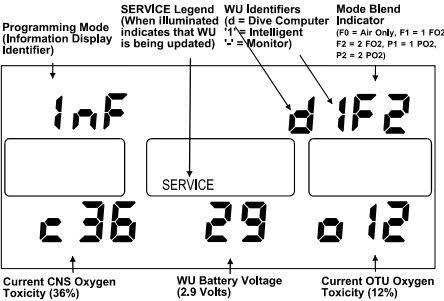 Programming Mode
(Information Display
Identifier)
SERVICE Legend
(When illuminated
indicates that WU
is being updated)
WU Identifiers
(d = Dive Computer
'1' = Intelligent
'-' = Monitor)
Mode Blend
Indicator
(F0 = Air Only, F1 = 1 FO2
F2 = 2 FO2, P1 = 1 PO2,
P2 = 2 PO2)
InF
d1F2
SERVICE
c 36
29
o 12
Current CNS Oxygen
Toxicity (36%)
WU Battery Voltage
(2.9 Volts)
Current OTU Oxygen
Toxicity (12%)